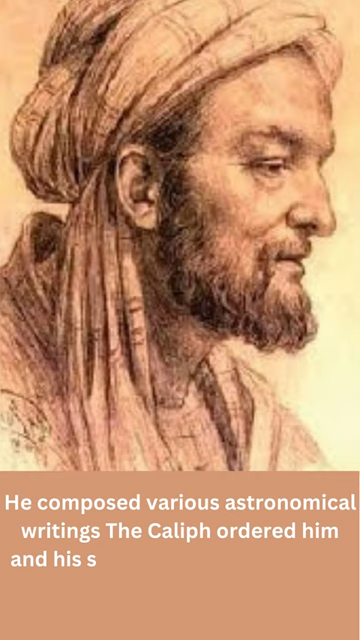 He composed various astronomical
writings The Caliph ordered him
and his s